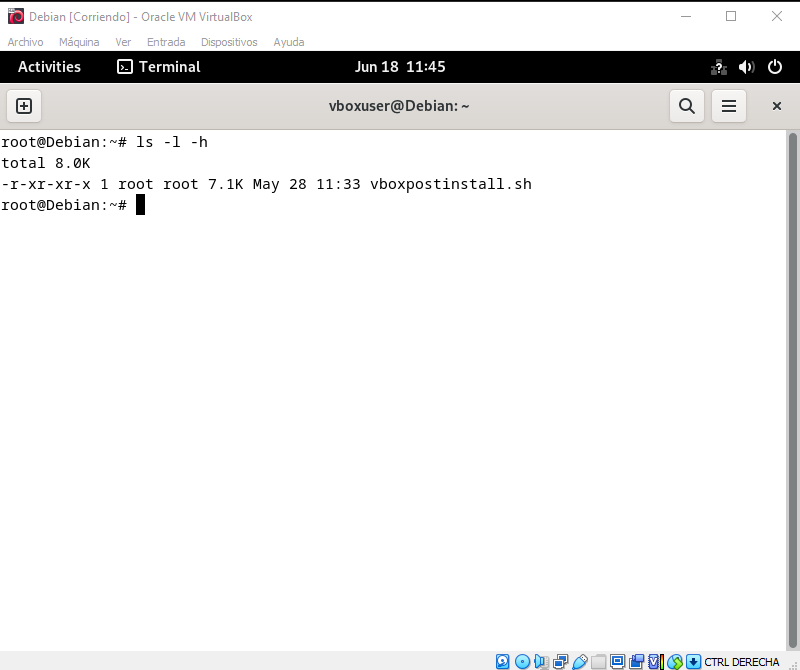 Debian [Corriendo] - Oracle VM VirtualBox
Archivo Máquina Ver Entrada Dispositivos Ayuda
Activities Terminal Jun 18 11:45
vboxuser@Debian: ~
root@Debian:~# ls -l -h
total 8.0K
-r-xr-xr-x 1 root root 7.1K May 28 11:33 vboxpostinstall.sh
root@Debian:~#
CTRL DERECHA